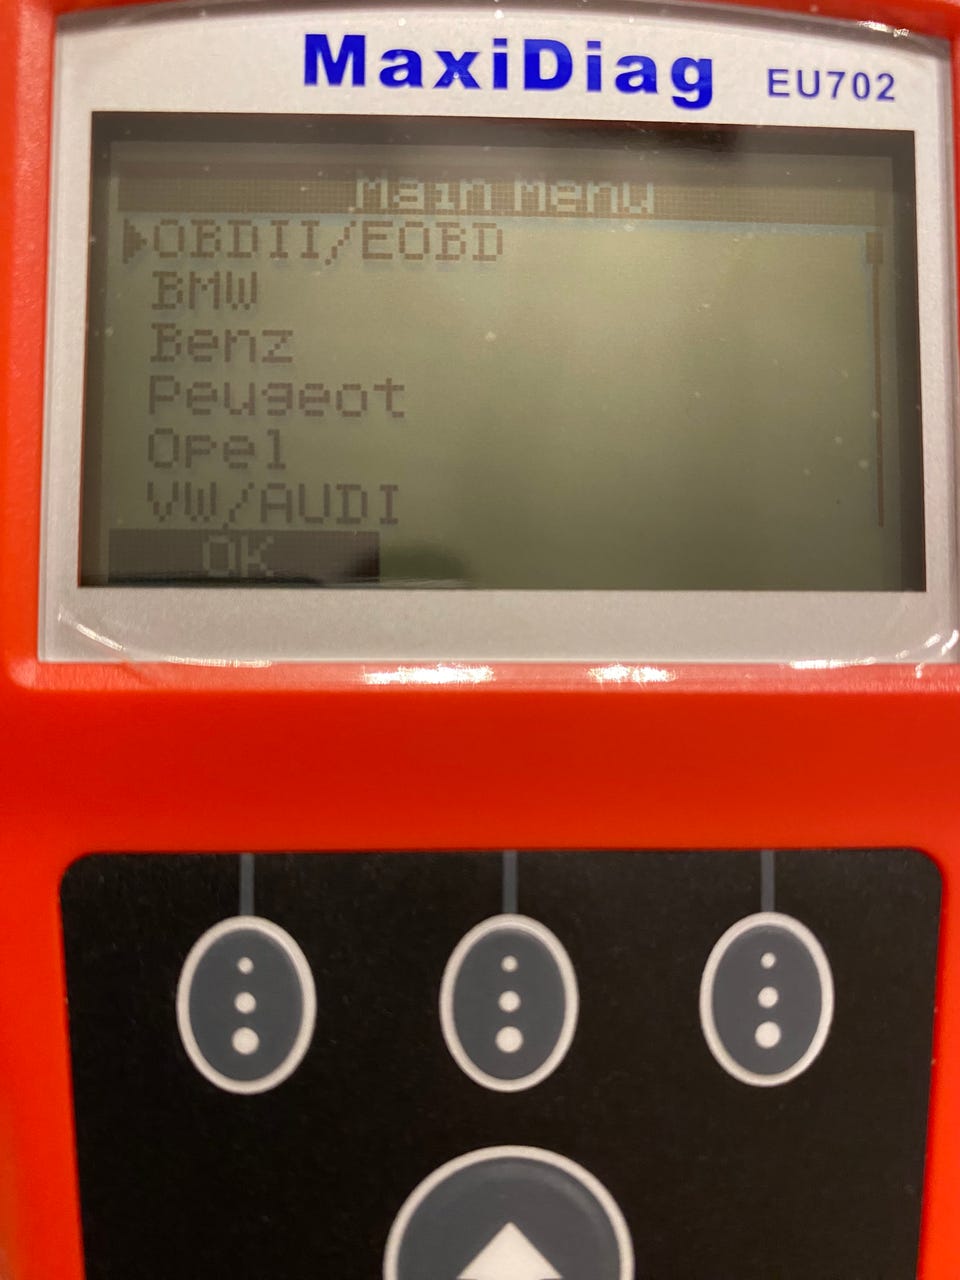 MaxiDiag EU702
Main Menu
OBDII/EOBD
BMW
Benz
Peugeot
Opel
VW/AUDI
OK